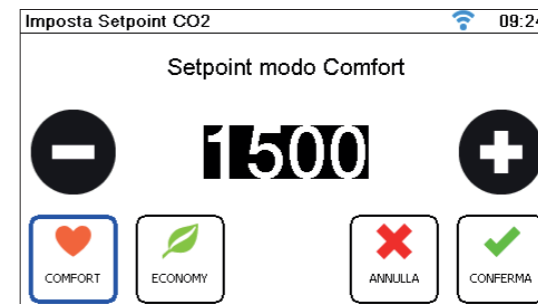 Imposta Setpoint CO2 09:24
Setpoint modo Comfort
1500
COMFORT ECONOMY ANNULLA CONFERMA